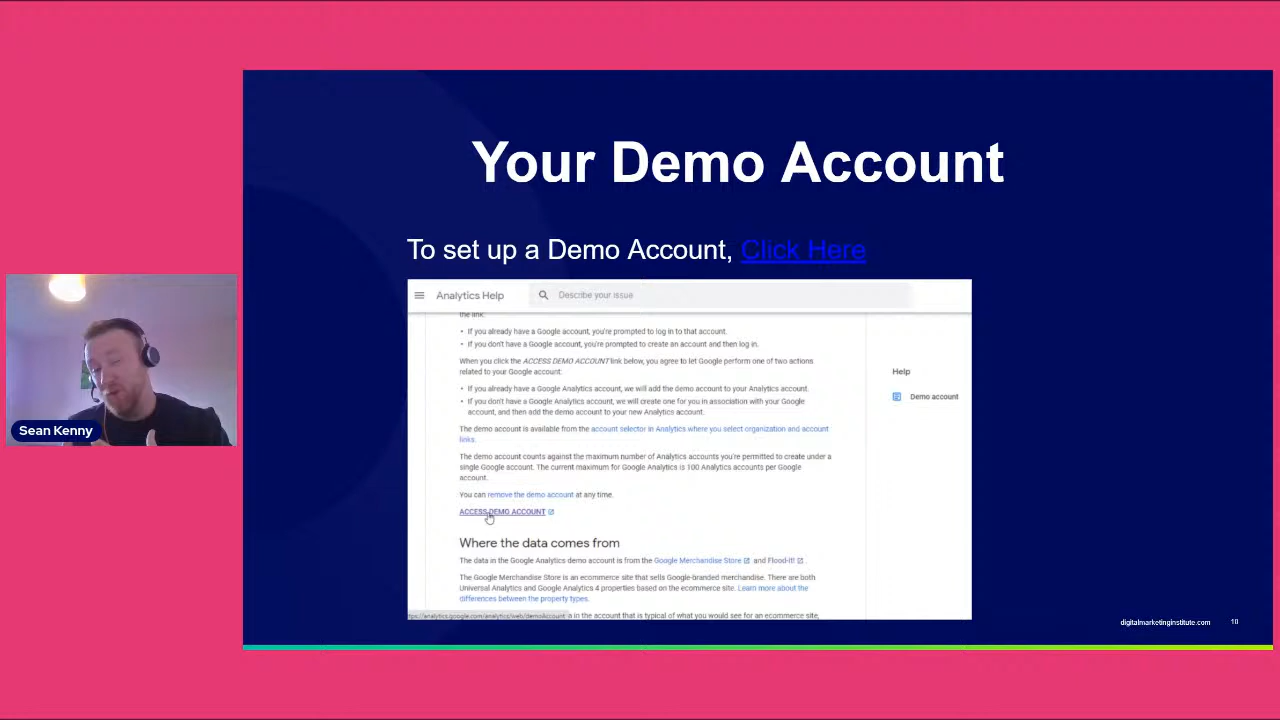 Your Demo Account
To set up a Demo Account, Click Here
Analytics Help
Describe your issue
the link.
• If you already have a Google account, you're prompted to log in to that account.
• If you don't have a Google account, you're prompted to create an account and then log in.
When you click the ACCESS DEMO ACCOUNT link below, you agree to let Google perform one of two actions
related to your Google account:
• If you already have a Google Analytics account, we will add the demo account to your Analytics account.
• If you don't have a Google Analytics account, we will create one for you in association with your Google
account, and then add the demo account to your new Analytics account.
The demo account is available from the account selector in Analytics where you select organization and account
links.
The demo account counts against the maximum number of Analytics accounts you're permitted to create under a
single Google account. The current maximum for Google Analytics is 100 Analytics accounts per Google
account.
You can remove the demo account at any time.
ACCESS DEMO ACCOUNT
Where the data comes from
The data in the Google Analytics demo account is from the Google Merchandise Store and Flood-It!.
The Google Merchandise Store is an ecommerce site that sells Google-branded merchandise. There are both
Universal Analytics and Google Analytics 4 properties based on the ecommerce site. Learn more about the
differences between the property types.
ttps://analytics.google.com/analytics/web/demoAccount a in the account that is typical of what you would see for an ecommerce site,
Help
Demo account
Sean Kenny
digitalmarketinginstitute.com 10